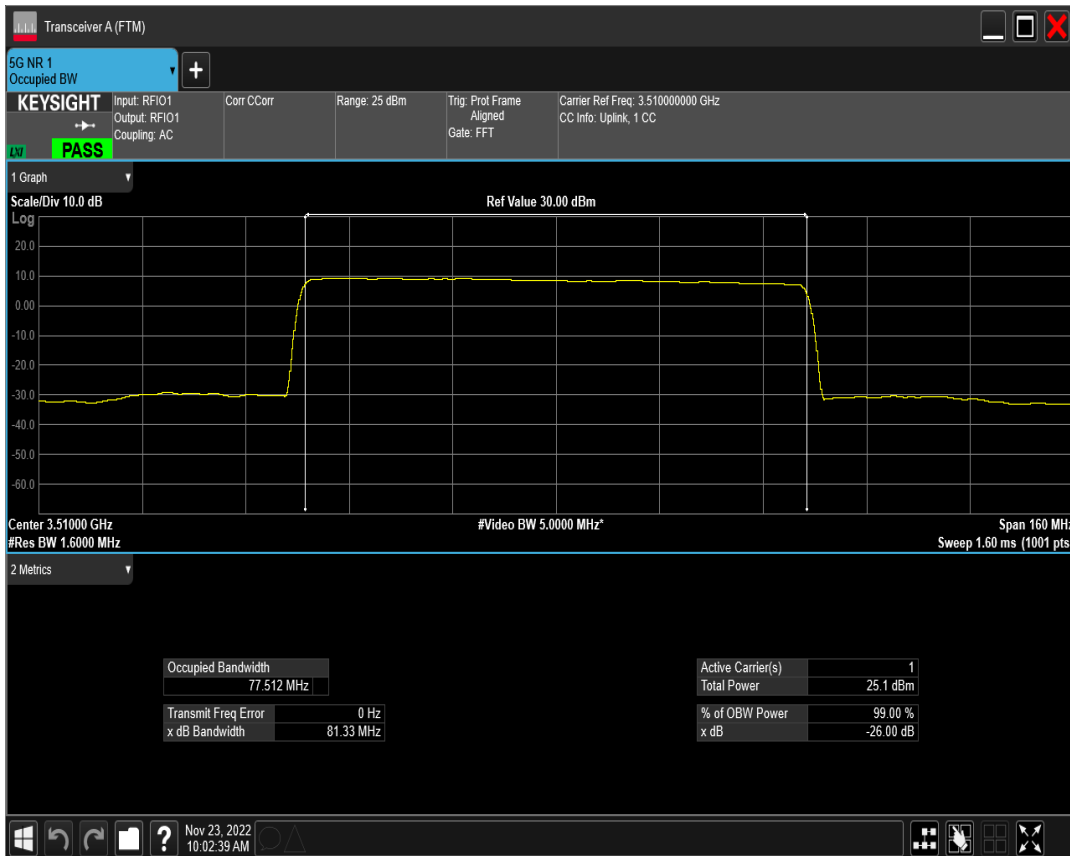 Transceiver A (FTM)
5G NR 1
Occupied BW
+
KEYSIGHT
LXI
PASS
Input: RFIO1
Output: RFIO1
Coupling: AC
Corr CCorr
Range: 25 dBm
Trig: Prot Frame
Aligned
Gate: FFT
Carrier Ref Freq: 3.510000000 GHz
CC Info: Uplink, 1 CC
1 Graph
Scale/Div 10.0 dB
Ref Value 30.00 dBm
Log
20.0
10.0
0.00
-10.0
-20.0
-30.0
-40.0
-50.0
-60.0
Center 3.51000 GHz
#Video BW 5.0000 MHz*
Span 160 MHz
#Res BW 1.6000 MHz
Sweep 1.60 ms (1001 pts
2 Metrics
Occupied Bandwidth
77.512 MHz
Transmit Freq Error 0 Hz
x dB Bandwidth 81.33 MHz
Active Carrier(s) 1
Total Power 25.1 dBm
% of OBW Power 99.00 %
x dB -26.00 dB
?
Nov 23, 2022
10:02:39 AM